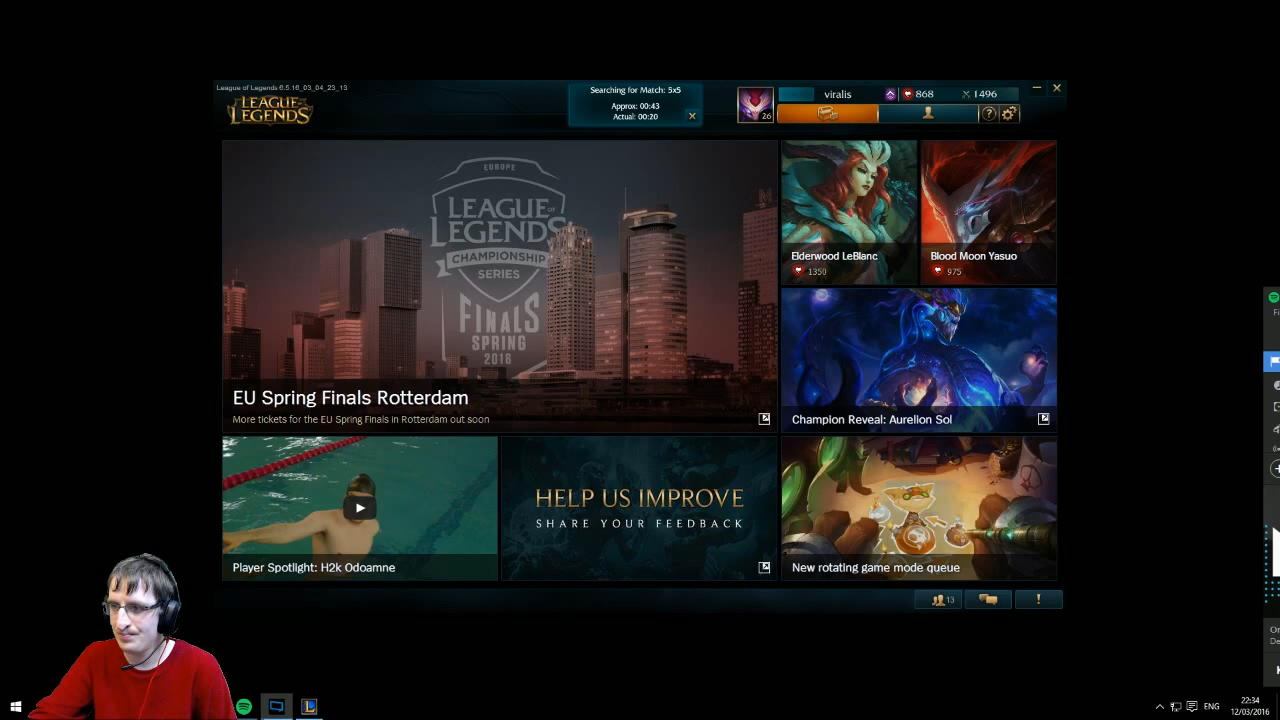 League of Legends 6.5.16_03_04_23_13
LEAGUE OF LEGENDS
Searching for Match: 5x5
Approx: 00:43
Actual: 00:20
26
viralis
868
1496
?
EUROPE
LEAGUE OF
LEGENDS
CHAMPIONSHIP
SERIES
FINALS
SPRING
2016
EU Spring Finals Rotterdam
More tickets for the EU Spring Finals in Rotterdam out soon
Elderwood LeBlanc
1350
Blood Moon Yasuo
975
Champion Reveal: Aurelion Sol
Player Spotlight: H2k Odoamne
HELP US IMPROVE
SHARE YOUR FEEDBACK
New rotating game mode queue
13
!
ENG
22:34
12/03/2016